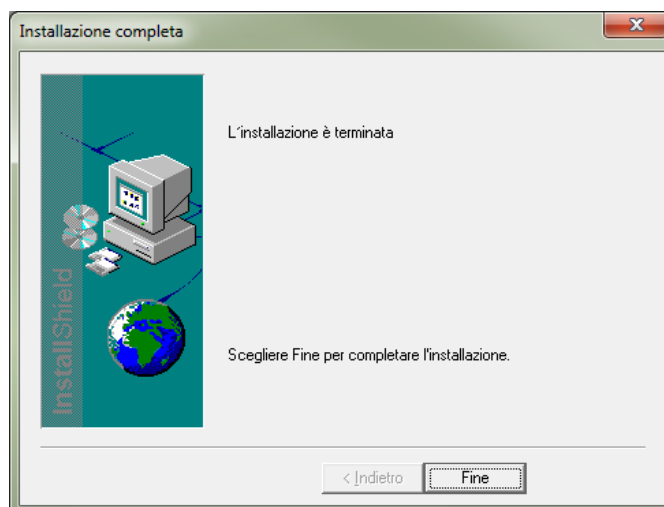 Installazione completa
L´installazione è terminata
InstallShield
Scegliere Fine per completare l'installazione.
< Indietro
Fine